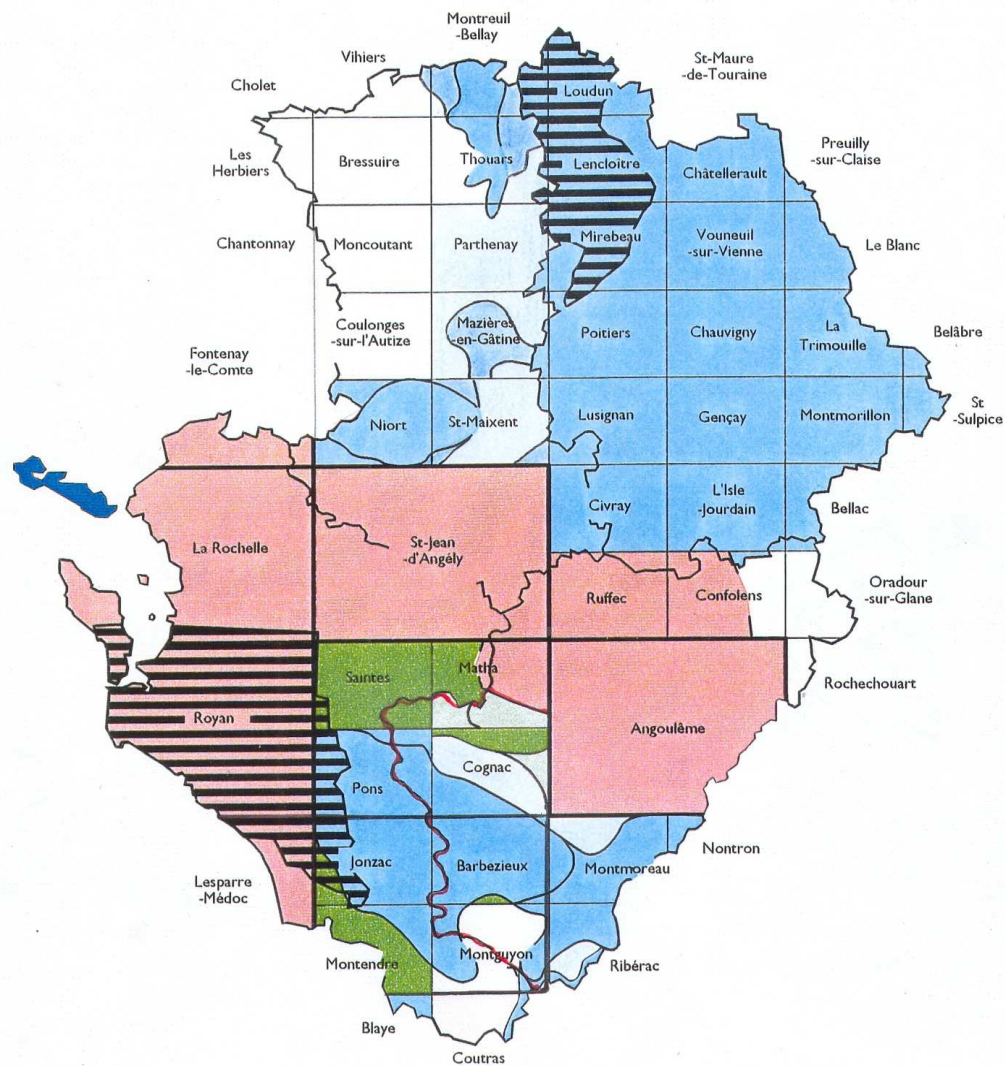 Montreuil
-Bellay
Vihiers
St-Maure
-de-Touraine
Cholet
Loudun
Preuilly
-sur-Claise
Les
Herbiers
Bressuire
Thouars
Lencloître
Châtellerault
Chantonnay
Moncoutant
Parthenay
Mirebeau
Vouneuil
-sur-Vienne
Le Blanc
Coulonges
-sur-l'Autize
Mazières
-en-Gâtine
Poitiers
Chauvigny
La
Trimouille
Belâbre
Fontenay
-le-Comte
Niort
St-Maixent
Lusignan
Gençay
Montmorillon
St
-Sulpice
Civray
L'Isle
-Jourdain
Bellac
La Rochelle
St-Jean
-d'Angély
Ruffec
Confolens
Oradour
-sur-Glane
Saintes
Matha
Rochechouart
Royan
Angoulême
Cognac
Pons
Jonzac
Barbezieux
Montmoreau
Nontron
Lesparre
-Médoc
Montendre
Montguyon
Ribérac
Blaye
Coutras